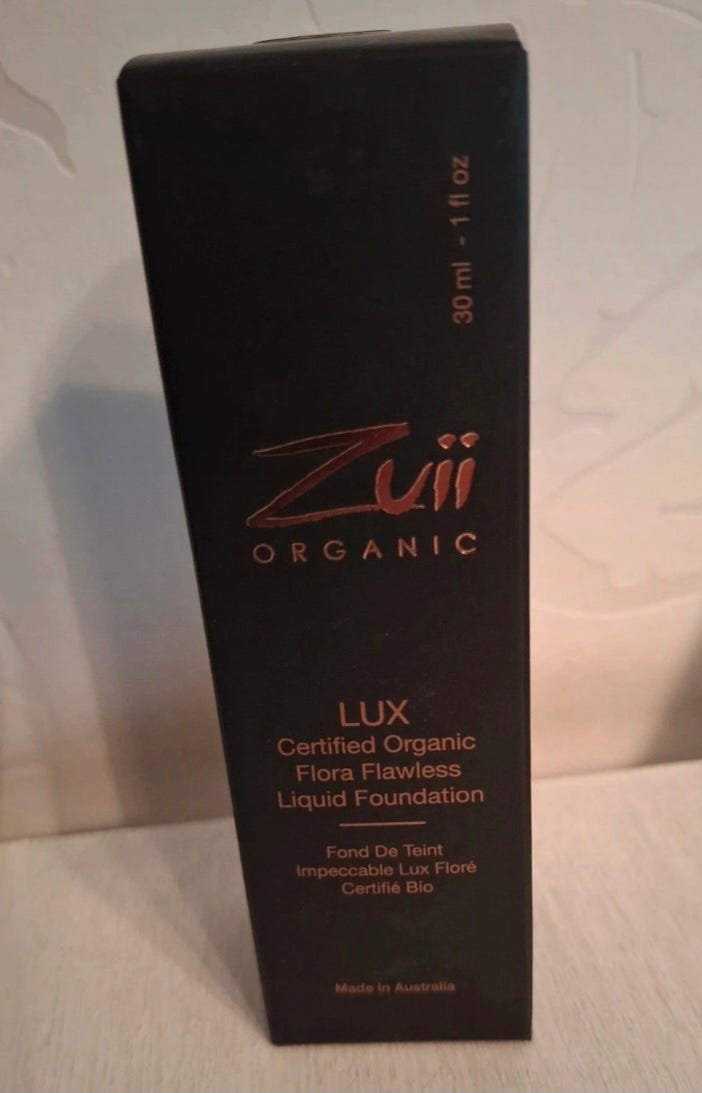 30 ml - 1 fl oz
Zuii
ORGANIC
LUX
Certified Organic
Flora Flawless
Liquid Foundation
Fond De Teint
Impeccable Lux Floré
Certifié Bio
Made in Australia